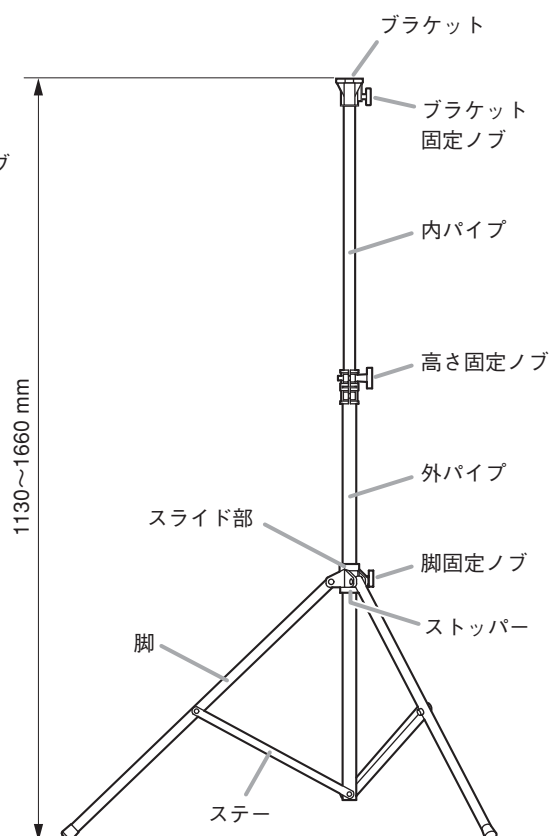 ブラケット
ブラケット
固定ノブ
ブ
内パイプ
高さ固定ノブ
1130〜1660 mm
外パイプ
スライド部
脚固定ノブ
ストッパー
脚
ステー